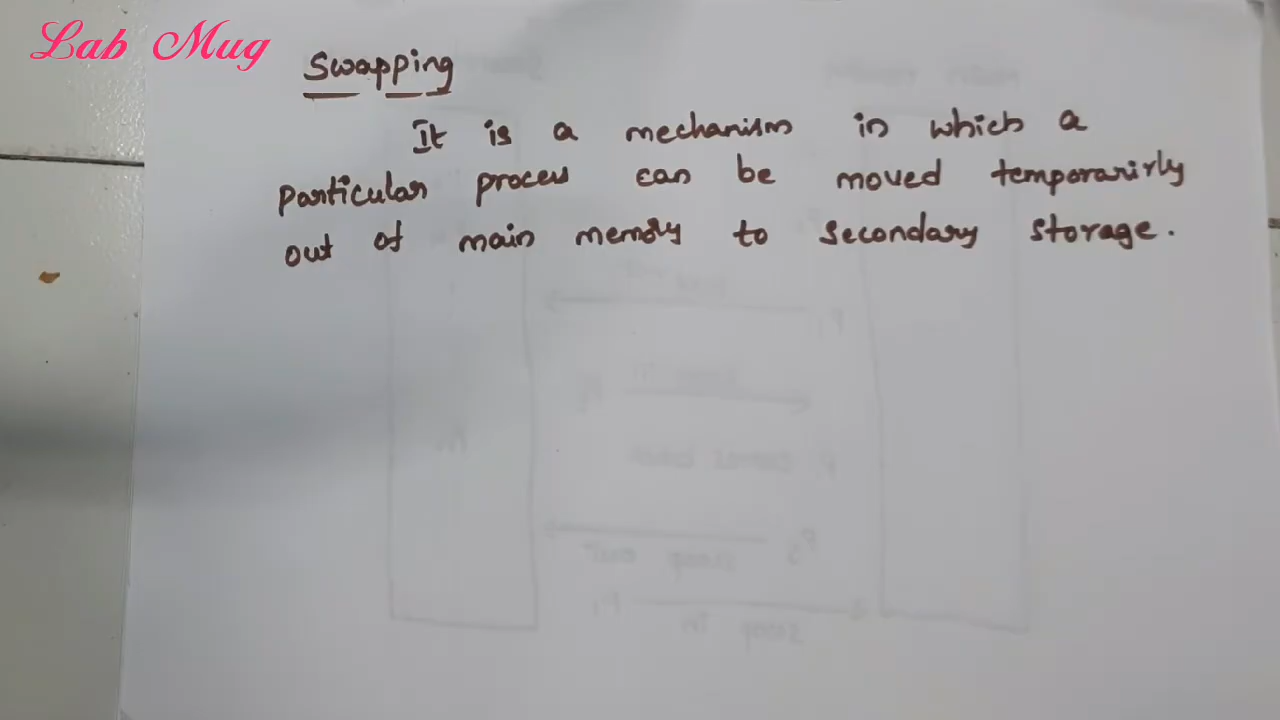 Lab Mug
Swapping
It is a mechanism in which a
particular process can be moved temporarirly
out of main memory to secondary storage.